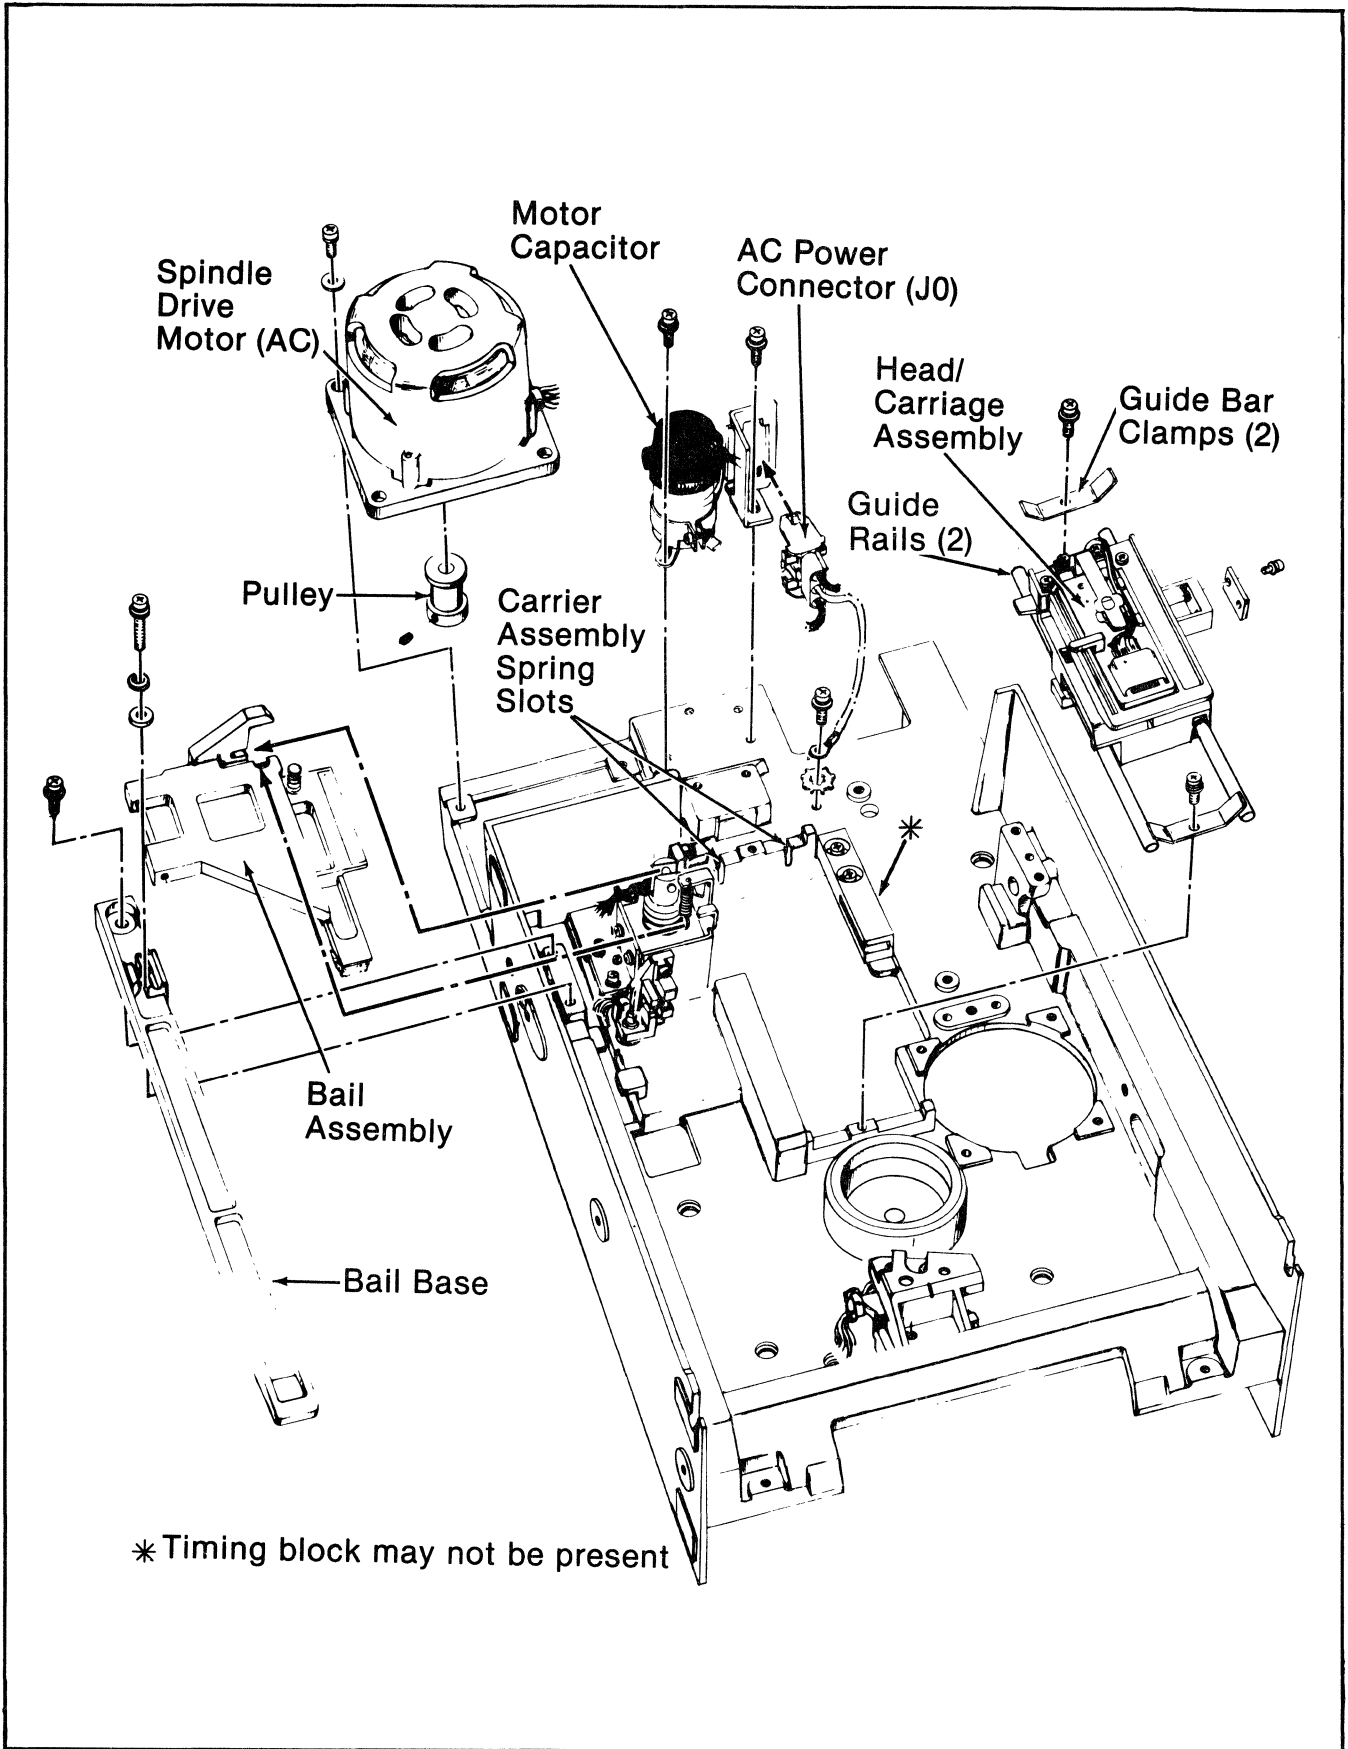 Motor
Capacitor
AC Power
Connector (J0)
Spindle
Drive
Motor (AC)
Head/
Carriage
Assembly
Guide Bar
Clamps (2)
Guide
Rails (2)
Pulley
Carrier
Assembly
Spring
Slots
*
Bail
Assembly
Bail Base
* Timing block may not be present